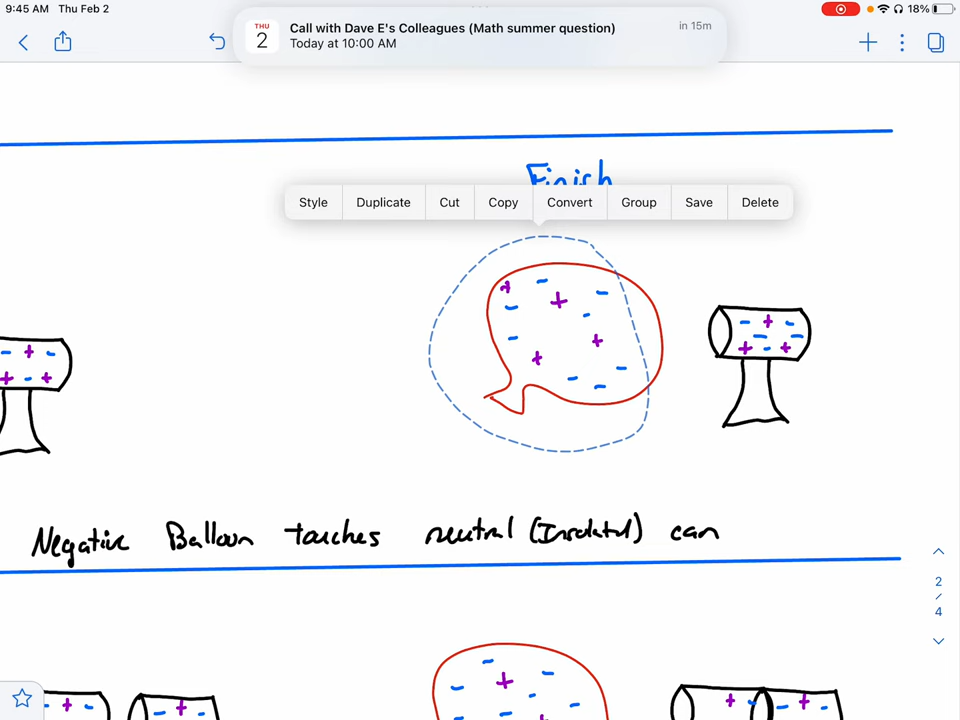 9:45 AM Thu Feb 2
18%
THU
2
Call with Dave E's Colleagues (Math summer question)
Today at 10:00 AM
in 15m
Finish
Style Duplicate Cut Copy Convert Group Save Delete
Negative Balloon touches neutral (Insulated) can
2
/
4